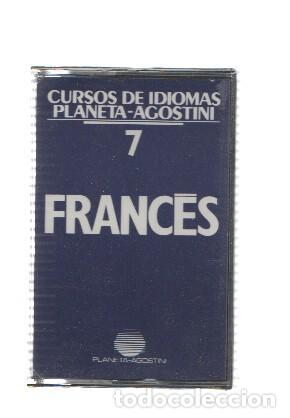 CURSOS DE IDIOMAS
PLANETA-AGOSTINI
7
FRANCÉS
PLANETA-AGOSTINI
todocoleccion